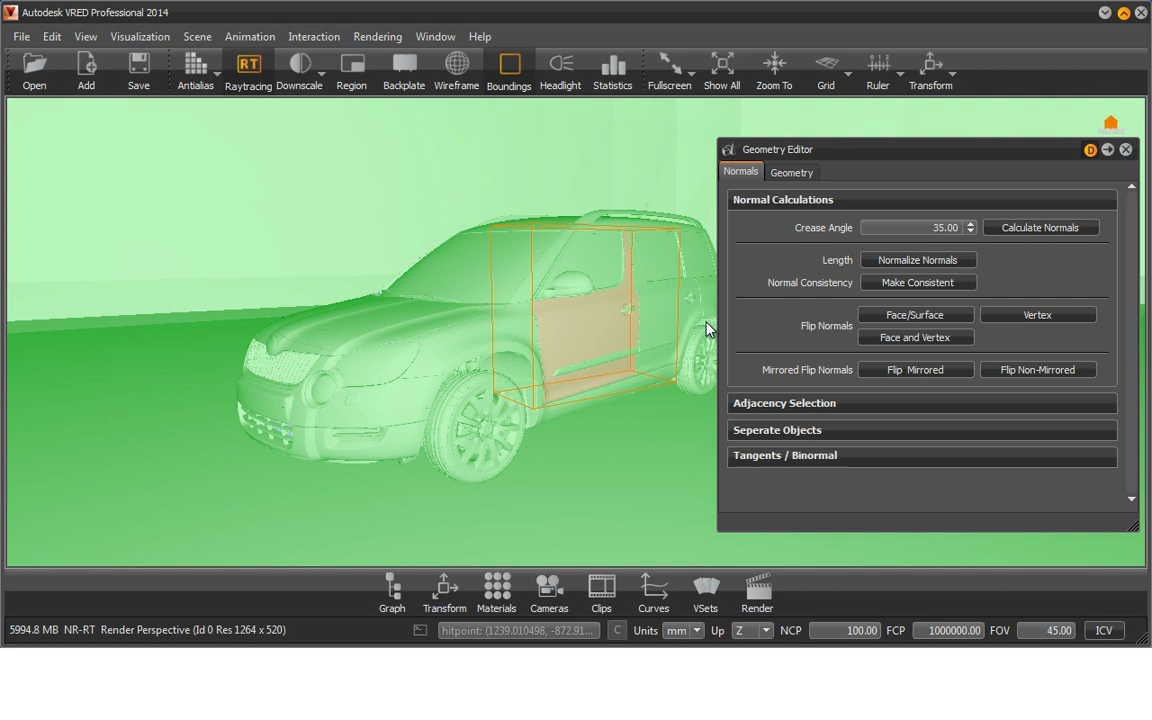 Autodesk VRED Professional 2014
File Edit View Visualization Scene Animation Interaction Rendering Window Help
RT
Open Add Save Antialias Raytracing Downscale Region Backplate Wireframe Boundings Headlight Statistics Fullscreen Show All Zoom To Grid Ruler Transform
Geometry Editor D
Normals Geometry
Normal Calculations
Crease Angle 35.00 Calculate Normals
Length Normalize Normals
Normal Consistency Make Consistent
Face/Surface Vertex
Flip Normals
Face and Vertex
Mirrored Flip Normals Flip Mirrored Flip Non-Mirrored
Adjacency Selection
Seperate Objects
Tangents / Binormal
Graph Transform Materials Cameras Clips Curves VSets Render
5994.8 MB NR-RT Render Perspective (Id 0 Res 1264 x 520) hitpoint: (1239.010498, -872.91... C Units mm Up Z NCP 100.00 FCP 1000000.00 FOV 45.00 ICV